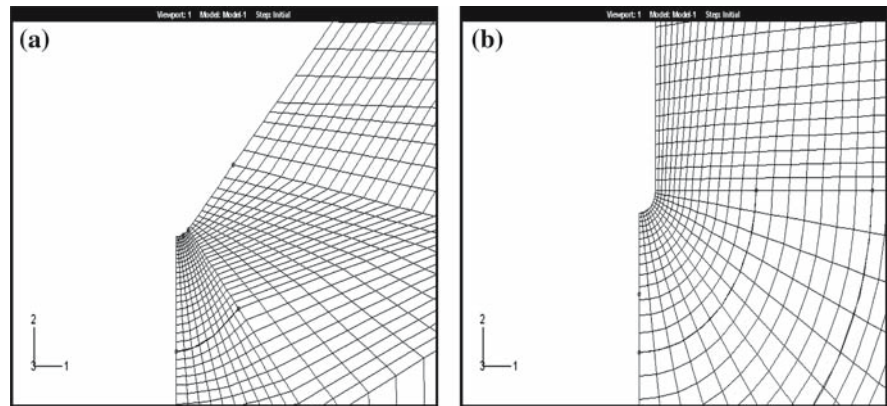 Viewport: 1 Model: Model-1 Step: Initial
(a)
2
3 1
Viewport: 1 Model: Model-1 Step: Initial
(b)
2
3 1